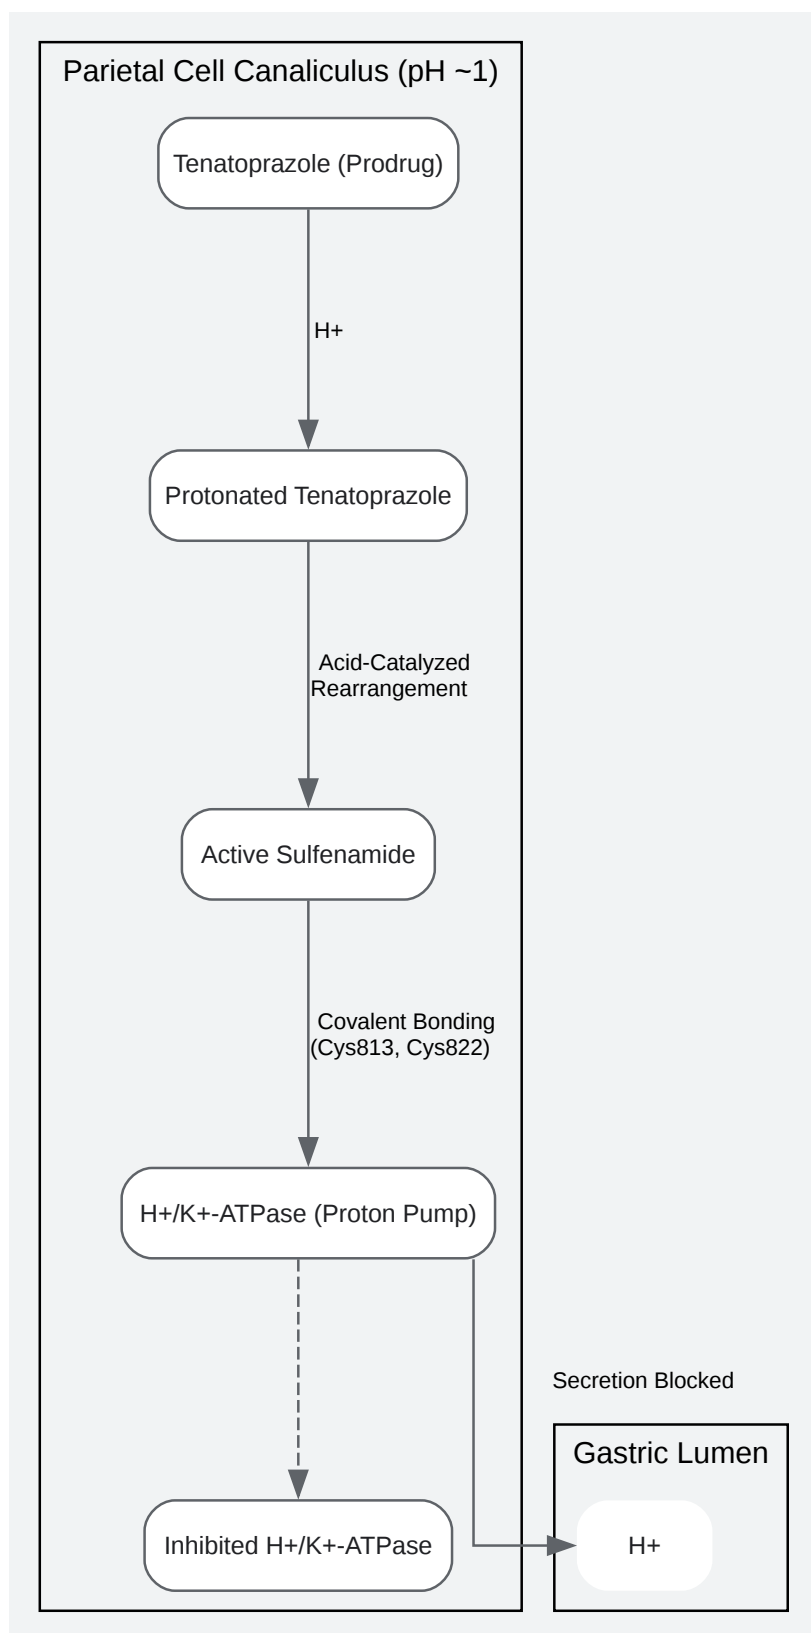 Parietal Cell Canaliculus (pH ~1)
Tenatoprazole (Prodrug)
H+
Protonated Tenatoprazole
Acid-Catalyzed
Rearrangement
Active Sulfenamide
Covalent Bonding
(Cys813, Cys822)
H+/K+-ATPase (Proton Pump)
Secretion Blocked
Gastric Lumen
Inhibited H+/K+-ATPase
H+